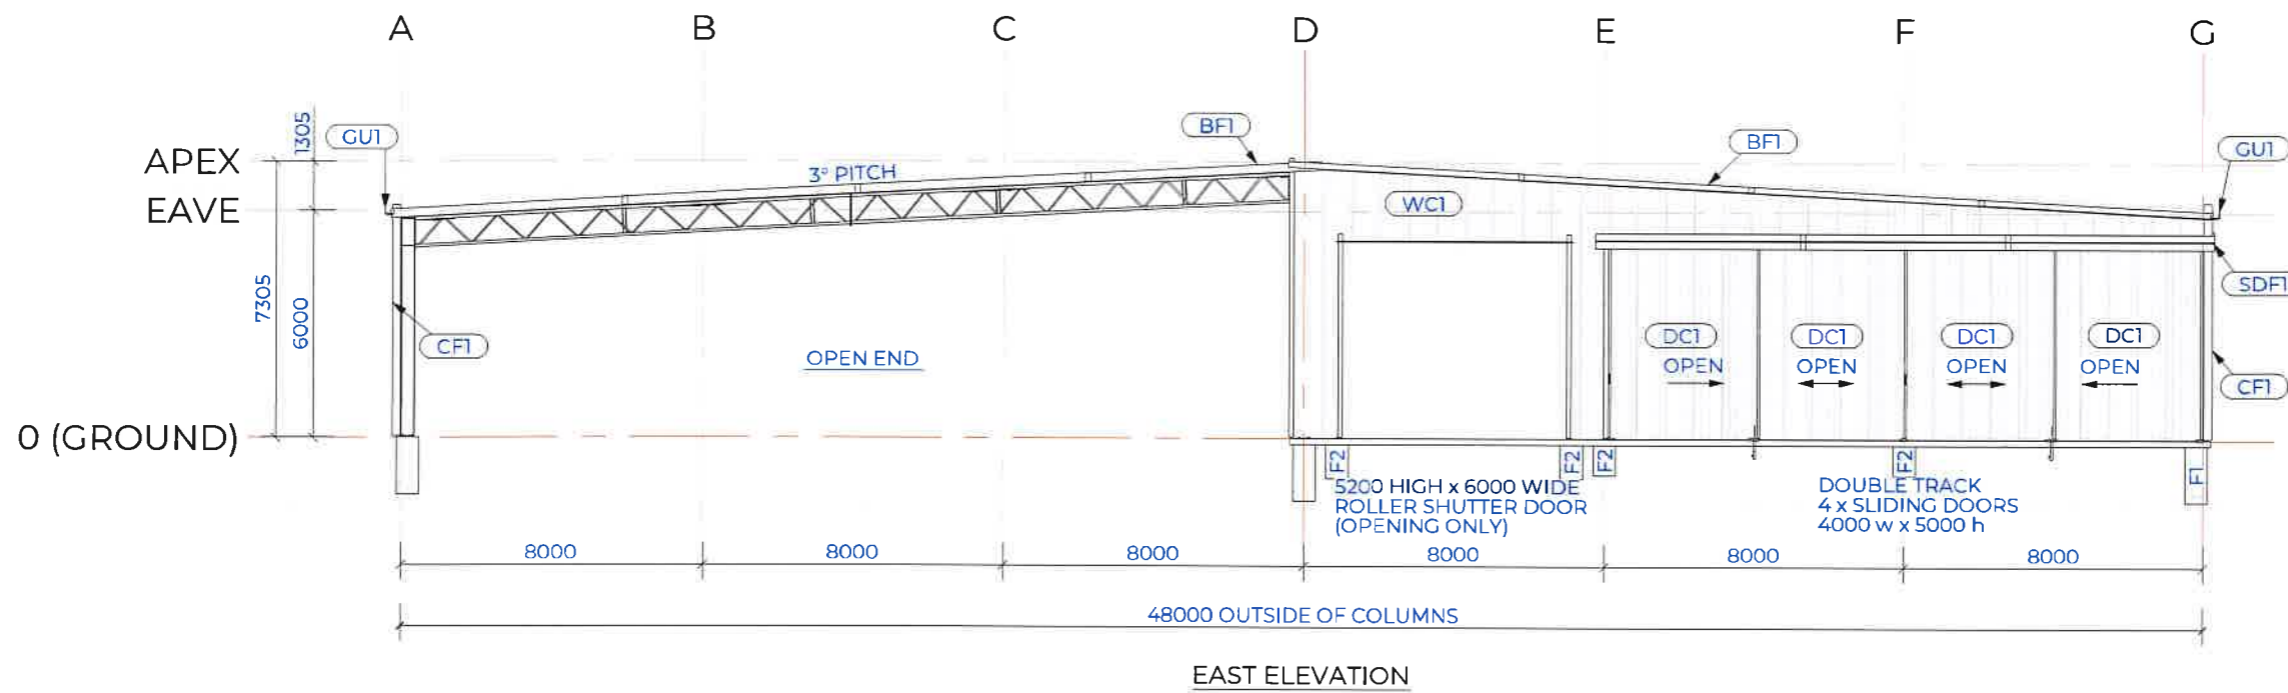 A B C D E F G
1305
GU1
BF1
BF1
GU1
APEX
3° PITCH
EAVE
WC1
7305
6000
SDF1
CF1
OPEN END
DC1 DC1 DC1 DC1
OPEN OPEN OPEN OPEN
CF1
0 (GROUND)
F2 F2 F2 F2 F1
5200 HIGH x 6000 WIDE
ROLLER SHUTTER DOOR
(OPENING ONLY)
DOUBLE TRACK
4 x SLIDING DOORS
4000 w x 5000 h
8000 8000 8000 8000 8000 8000
48000 OUTSIDE OF COLUMNS
EAST ELEVATION